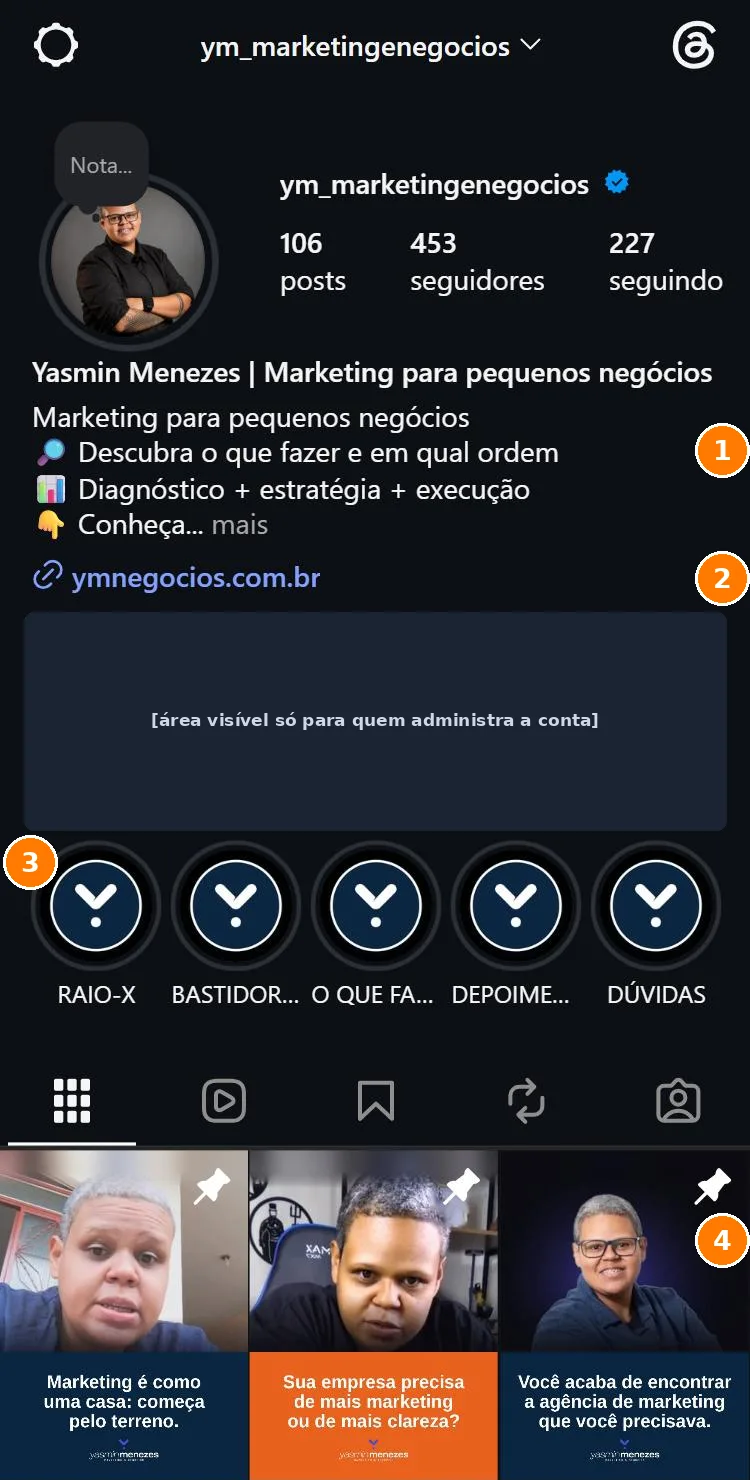 ym_marketingenegocios
Nota...
ym_marketingenegocios
106 453 227
posts seguidores seguindo
Yasmin Menezes | Marketing para pequenos negócios
Marketing para pequenos negócios
🔎 Descubra o que fazer e em qual ordem
1
📊 Diagnóstico + estratégia + execução
👇 Conheça... mais
ymnegocios.com.br
2
[área visível só para quem administra a conta]
3
RAIO-X BASTIDOR... O QUE FA... DEPOIME... DÚVIDAS
4
XAM
Marketing é como
uma casa: começa
pelo terreno.
yasminmenezes
Sua empresa precisa
de mais marketing
ou de mais clareza?
yasminmenezes
Você acaba de encontrar
a agência de marketing
que você precisava.
yasminmenezes